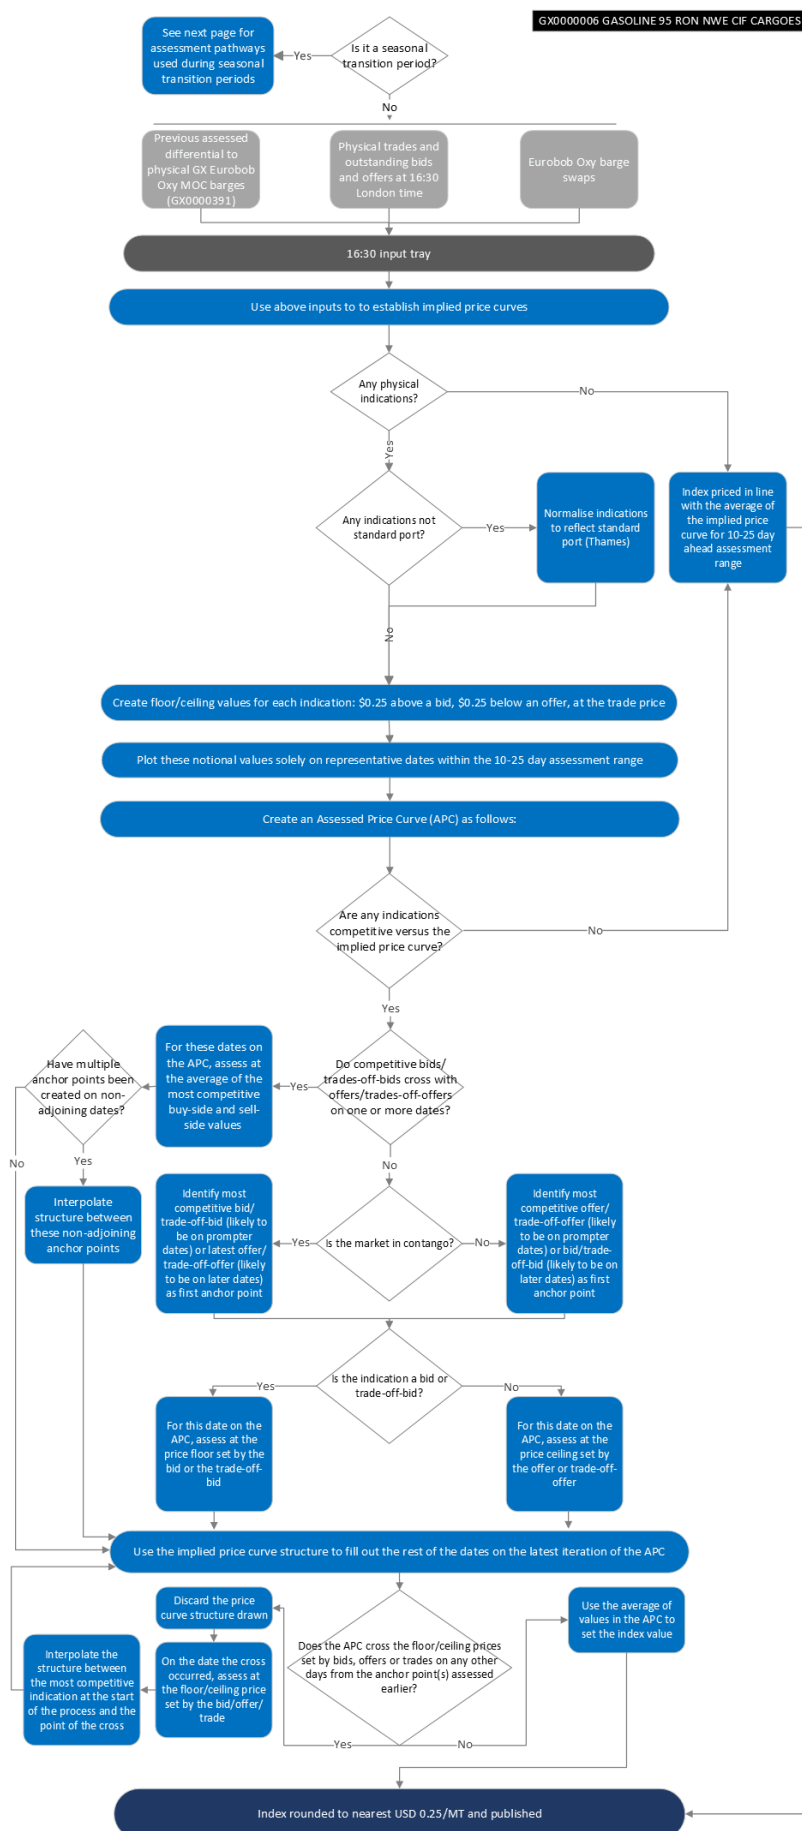 GX0000006 GASOLINE 95 RON NWE CIF CARGOES
See next page for
assessment pathways
used during seasonal
transition periods
Yes
Is it a seasonal
transition period?
No
Previous assessed
differential to
physical GX Eurobob
Oxy MOC barges
(GX0000391)
Physical trades and
outstanding bids
and offers at 16:30
London time
Eurobob Oxy barge
swaps
16:30 input tray
Use above inputs to to establish implied price curves
Any physical
indications?
No
Yes
Any indications not
standard port?
Yes
Normalise indications
to reflect standard
port (Thames)
Index priced in line
with the average of
the implied price
curve for 10-25 day
ahead assessment
range
No
Create floor/ceiling values for each indication: $0.25 above a bid, $0.25 below an offer, at the trade price
Plot these notional values solely on representative dates within the 10-25 day assessment range
Create an Assessed Price Curve (APC) as follows:
Are any indications
competitive versus the
implied price curve?
No
Yes
Have multiple
anchor points been
created on non-
adjoining dates?
For these dates on
the APC, assess at
the average of the
most competitive
buy-side and sell-
side values
Yes
Do competitive bids/
trades-off-bids cross with
offers/trades-off-offers
on one or more dates?
No
Yes
No
Interpolate
structure between
these non-adjoining
anchor points
Identify most
competitive bid/
trade-off-bid (likely to
be on prompter
dates) or latest offer/
trade-off-offer (likely
to be on later dates)
as first anchor point
Yes
Is the market in contango?
No
Identify most
competitive offer/
trade-off-offer (likely
to be on prompter
dates) or bid/trade-
off-bid (likely to be on
later dates) as first
anchor point
Yes
Is the indication a bid or
trade-off-bid?
No
For this date on the
APC, assess at the
price floor set by the
bid or the trade-off-
bid
For this date on the
APC, assess at the
price ceiling set by
the offer or trade-off-
offer
Use the implied price curve structure to fill out the rest of the dates on the latest iteration of the APC
Discard the price
curve structure drawn
Interpolate the
structure between
the most competitive
indication at the start
of the process and the
point of the cross
On the date the cross
occurred, assess at
the floor/ceiling price
set by the bid/offer/
trade
Does the APC cross the floor/ceiling prices
set by bids, offers or trades on any other
days from the anchor point(s) assessed
earlier?
Use the average of
values in the APC to
set the index value
Yes
No
Index rounded to nearest USD 0.25/MT and published